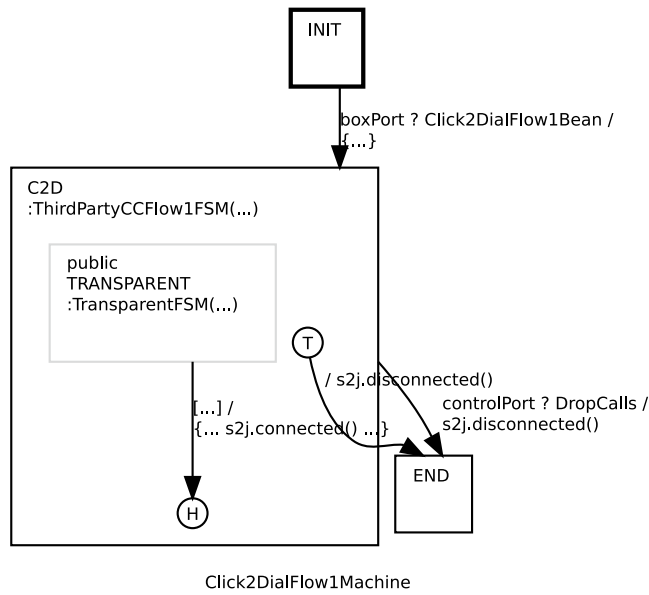 INIT
boxPort ? Click2DialFlow1Bean /
{...}
C2D
:ThirdPartyCCFlow1FSM(...)
public
TRANSPARENT
:TransparentFSM(...)
T
/ s2j.disconnected()
controlPort ? DropCalls /
s2j.disconnected()
[...] /
{... s2j.connected() ...}
END
H
Click2DialFlow1Machine